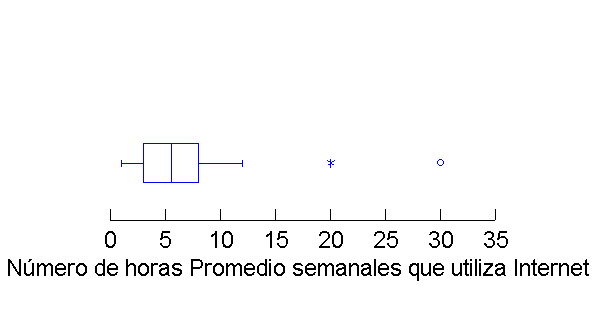 0 5 10 15 20 25 30 35
Número de horas Promedio semanales que utiliza Internet